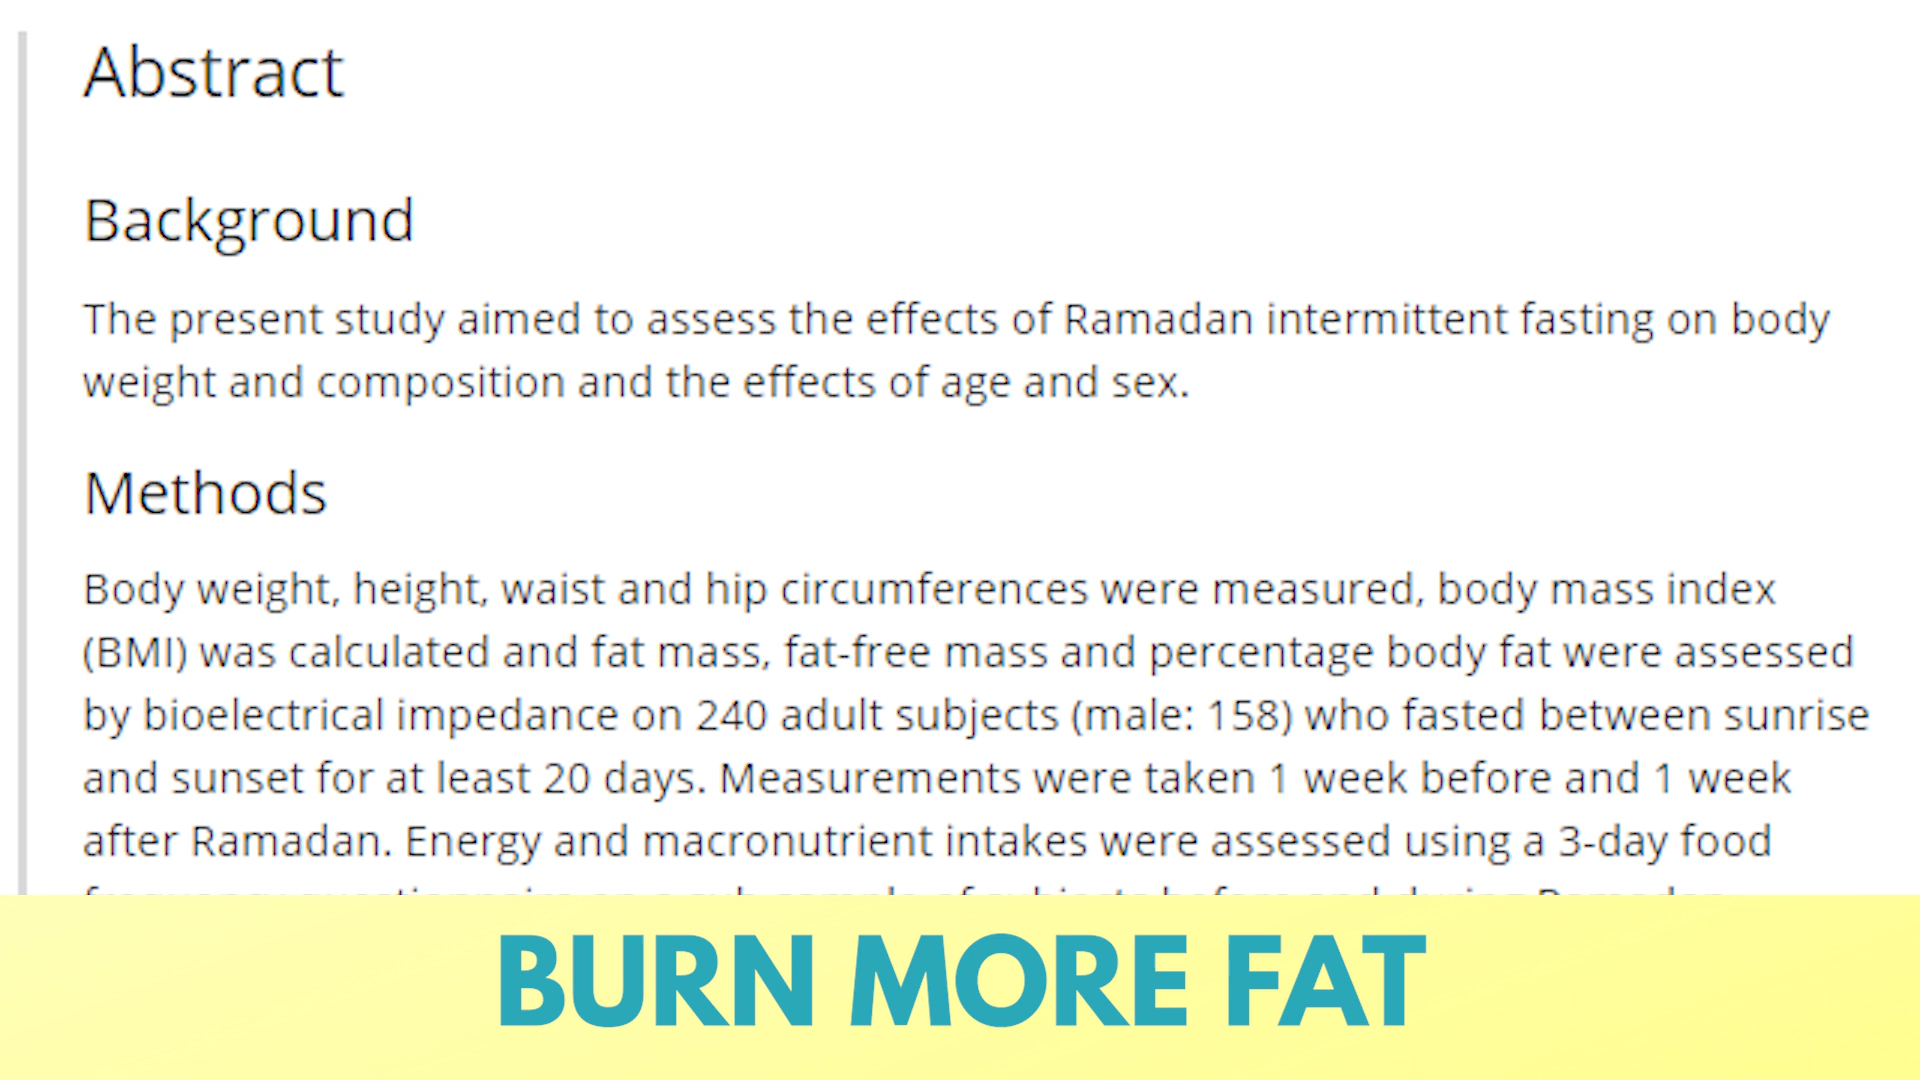 Abstract
Background
The present study aimed to assess the effects of Ramadan intermittent fasting on body
weight and composition and the effects of age and sex.
Methods
Body weight, height, waist and hip circumferences were measured, body mass index
(BMI) was calculated and fat mass, fat-free mass and percentage body fat were assessed
by bioelectrical impedance on 240 adult subjects (male: 158) who fasted between sunrise
and sunset for at least 20 days. Measurements were taken 1 week before and 1 week
after Ramadan. Energy and macronutrient intakes were assessed using a 3-day food
BURN MORE FAT